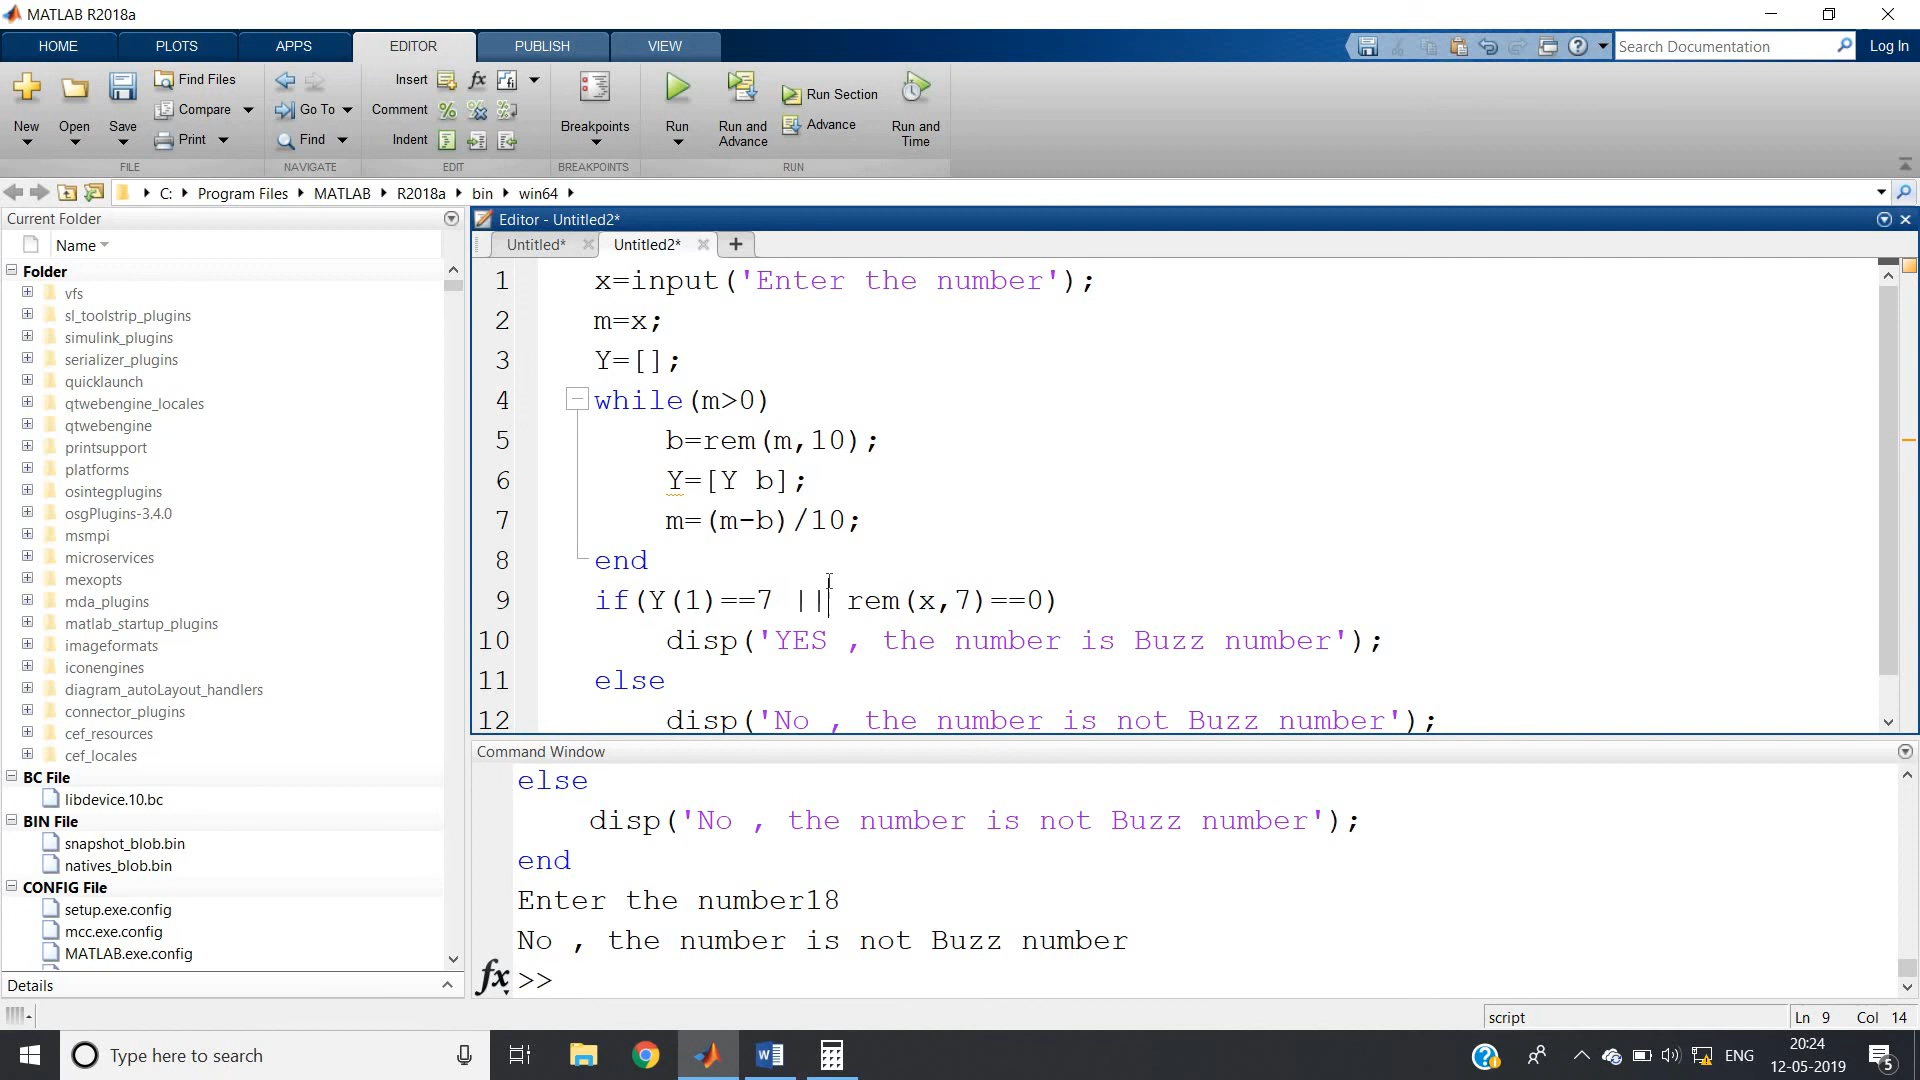 MATLAB R2018a
HOME PLOTS APPS EDITOR PUBLISH VIEW Search Documentation Log In
New Open Save Find Files Compare Print
FILE
Go To Find
NAVIGATE
Insert fx
Comment
Indent
EDIT
Breakpoints
BREAKPOINTS
Run Run and Advance Run Section Advance Run and Time
RUN
C: Program Files MATLAB R2018a bin win64
Current Folder
Name
Folder
vfs
sl_toolstrip_plugins
simulink_plugins
serializer_plugins
quicklaunch
qtwebengine_locales
qtwebengine
printsupport
platforms
osintegplugins
osgPlugins-3.4.0
msmpi
microservices
mexopts
mda_plugins
matlab_startup_plugins
imageformats
iconengines
diagram_autoLayout_handlers
connector_plugins
cef_resources
cef_locales
BC File
libdevice.10.bc
BIN File
snapshot_blob.bin
natives_blob.bin
CONFIG File
setup.exe.config
mcc.exe.config
MATLAB.exe.config
Details
Editor - Untitled2*
Untitled* Untitled2*
1 x=input('Enter the number');
2 m=x;
3 Y=[];
4 while(m>0)
5 b=rem(m,10);
6 Y=[Y b];
7 m=(m-b)/10;
8 end
9 if(Y(1)==7 || rem(x,7)==0)
10 disp('YES , the number is Buzz number');
11 else
12 disp('No , the number is not Buzz number');
Command Window
else
disp('No , the number is not Buzz number');
end
Enter the number18
No , the number is not Buzz number
fx >>
script Ln 9 Col 14
Type here to search
ENG
20:24
12-05-2019
5